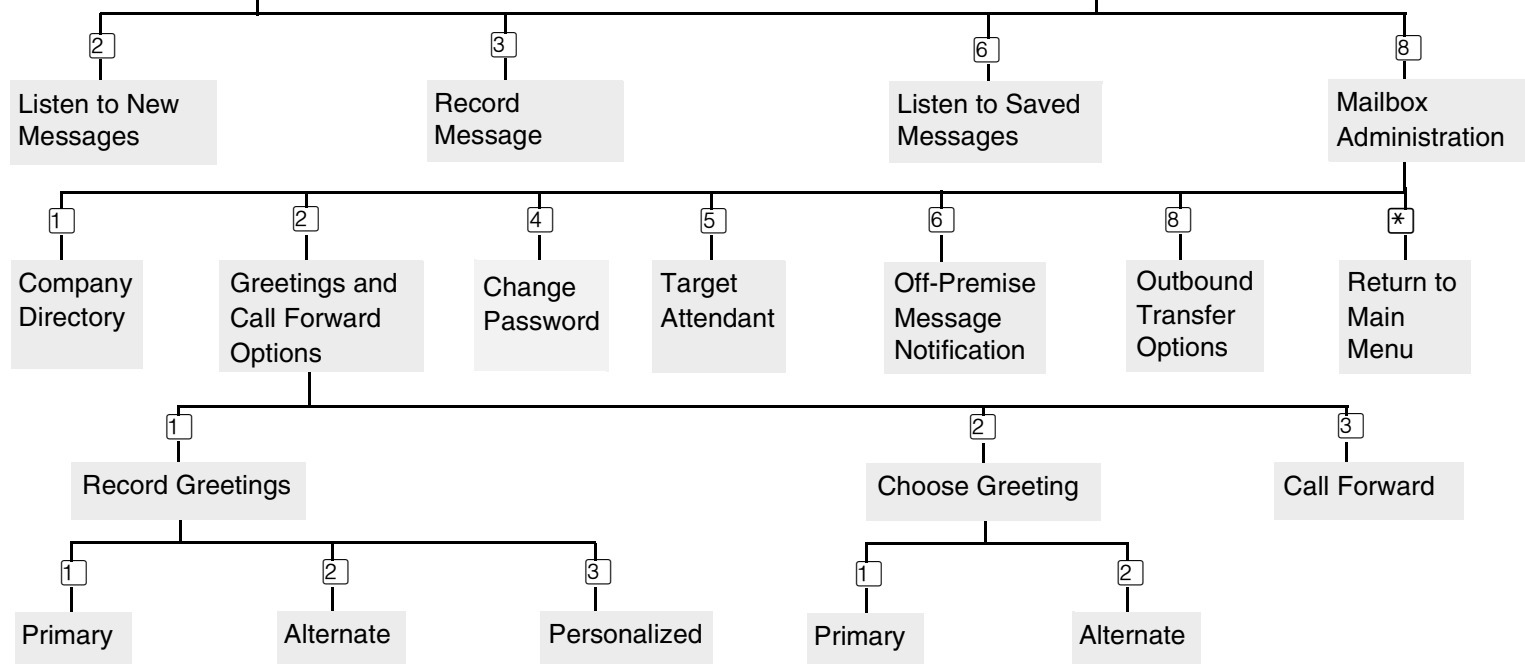 2
3
6
8
Listen to New
Messages
Record
Message
Listen to Saved
Messages
Mailbox
Administration
1
2
4
5
6
8
*
Company
Directory
Greetings and
Call Forward
Options
Change
Password
Target
Attendant
Off-Premise
Message
Notification
Outbound
Transfer
Options
Return to
Main
Menu
1
2
3
Record Greetings
Choose Greeting
Call Forward
1
2
3
1
2
Primary
Alternate
Personalized
Primary
Alternate